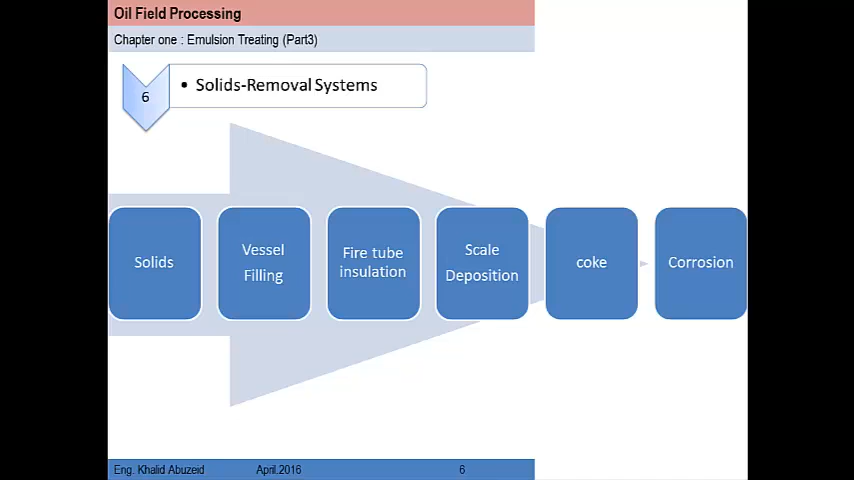 Oil Field Processing
Chapter one : Emulsion Treating (Part3)
6
• Solids-Removal Systems
Solids
Vessel
Filling
Fire tube
insulation
Scale
Deposition
coke
Corrosion
Eng. Khalid Abuzeid April,2016 6